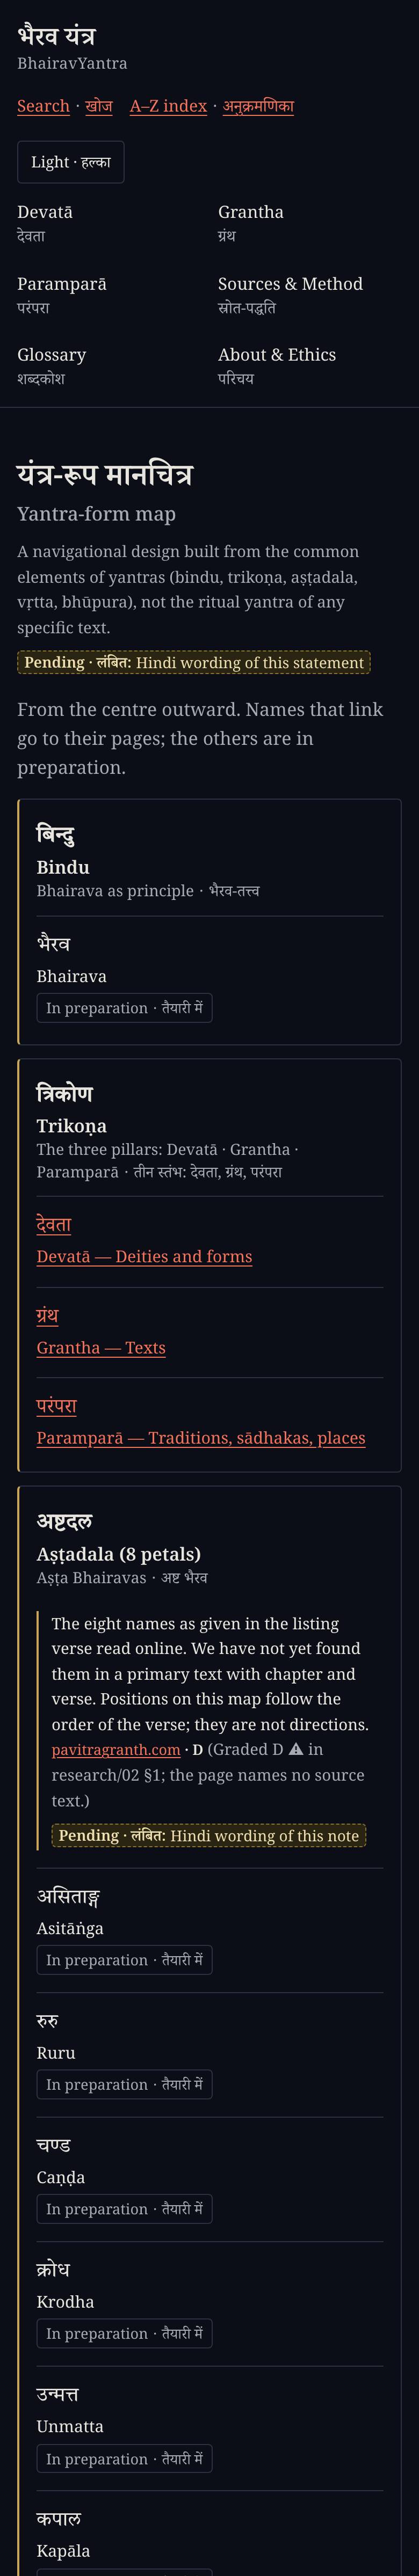 भैरव यंत्र
BhairavYantra
Search · खोज A–Z index · अनुक्रमणिका
Light · हल्का
Devatā Grantha
देवता ग्रंथ
Paramparā Sources & Method
परंपरा स्रोत-पद्धति
Glossary About & Ethics
शब्दकोश परिचय
यंत्र-रूप मानचित्र
Yantra-form map
A navigational design built from the common
elements of yantras (bindu, trikoṇa, aṣṭadala,
vṛtta, bhūpura), not the ritual yantra of any
specific text.
Pending · लंबित: Hindi wording of this statement
From the centre outward. Names that link
go to their pages; the others are in
preparation.
बिन्दु
Bindu
Bhairava as principle · भैरव-तत्त्व
भैरव
Bhairava
In preparation · तैयारी में
त्रिकोण
Trikoṇa
The three pillars: Devatā · Grantha ·
Paramparā · तीन स्तंभ: देवता, ग्रंथ, परंपरा
देवता
Devatā — Deities and forms
ग्रंथ
Grantha — Texts
परंपरा
Paramparā — Traditions, sādhakas, places
अष्टदल
Aṣṭadala (8 petals)
Aṣṭa Bhairavas · अष्ट भैरव
The eight names as given in the listing
verse read online. We have not yet found
them in a primary text with chapter and
verse. Positions on this map follow the
order of the verse; they are not directions.
pavitragranth.com · D (Graded D ⚠ in
research/02 §1; the page names no source
text.)
Pending · लंबित: Hindi wording of this note
असिताङ्ग
Asitāṅga
In preparation · तैयारी में
रुरु
Ruru
In preparation · तैयारी में
चण्ड
Caṇḍa
In preparation · तैयारी में
क्रोध
Krodha
In preparation · तैयारी में
उन्मत्त
Unmatta
In preparation · तैयारी में
कपाल
Kapāla